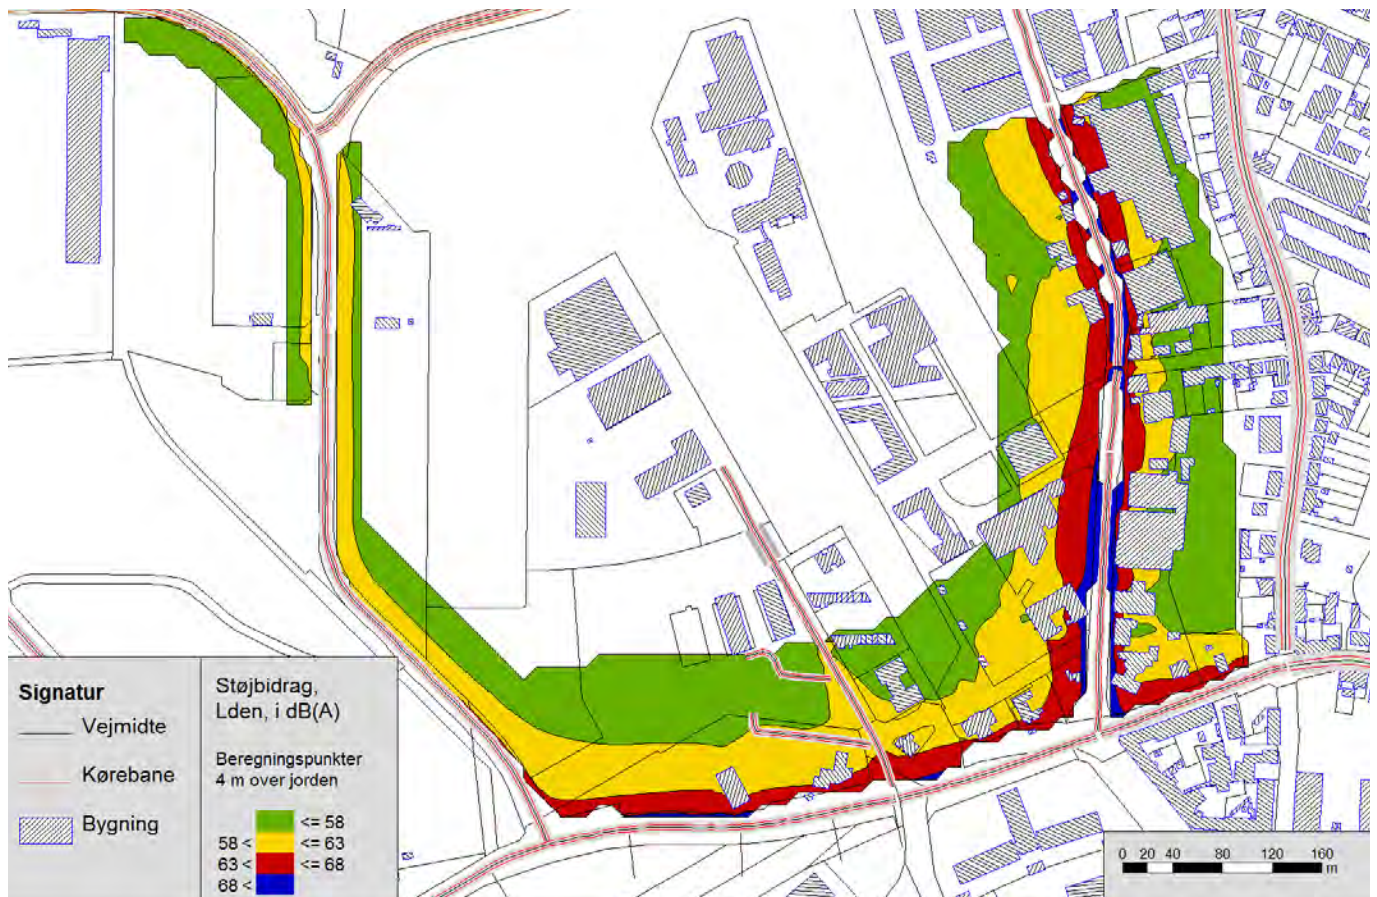 Signatur
Vejmidte
Kørebane
Bygning
Støjbidrag,
Lden, i dB(A)
Beregningspunkter
4 m over jorden
<= 58
58 < <= 63
63 < <= 68
68 <
0 20 40 80 120 160
m